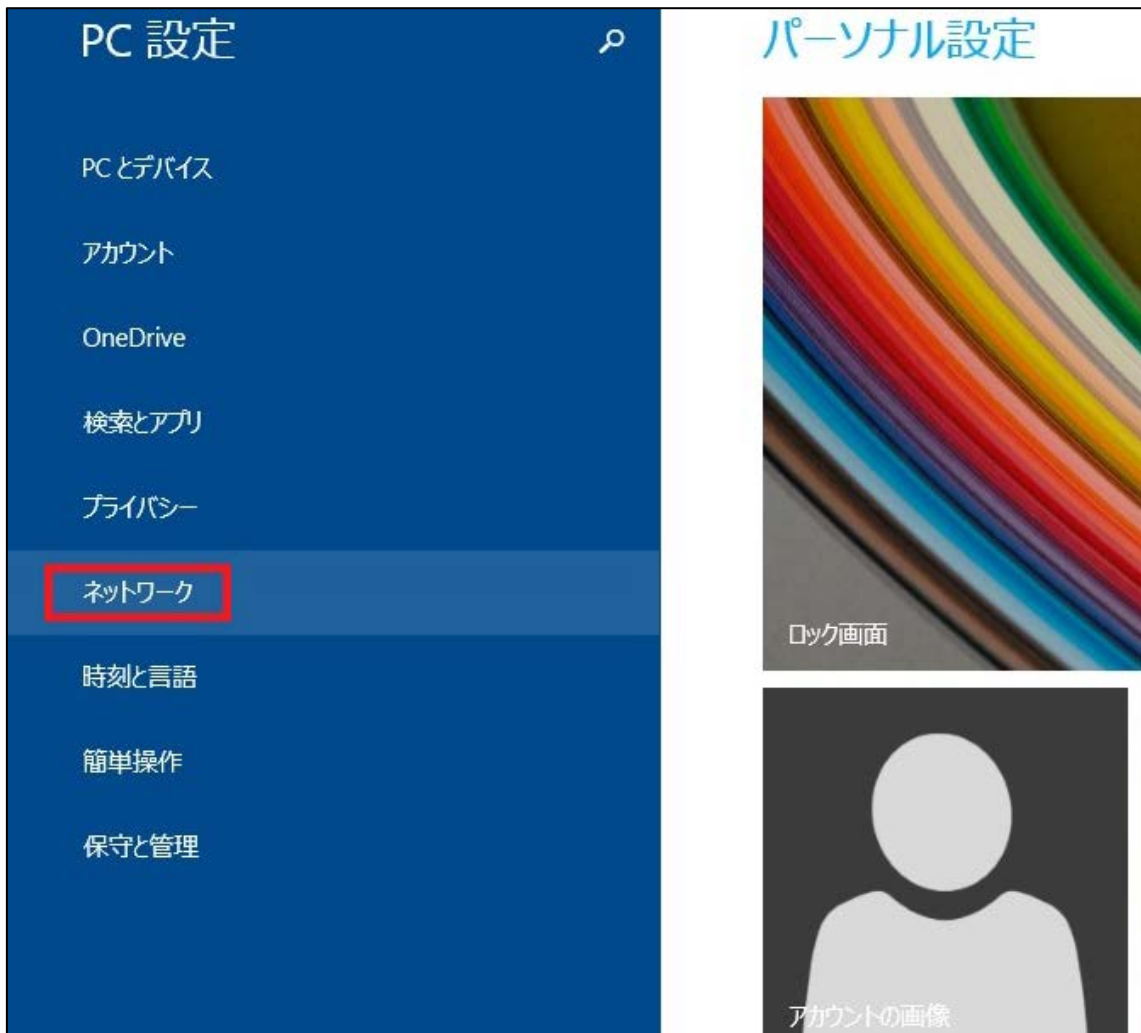 PC 設定
PC とデバイス
アカウント
OneDrive
検索とアプリ
プライバシー
ネットワーク
時刻と言語
簡単操作
保守と管理
パーソナル設定
ロック画面
アカウントの画像